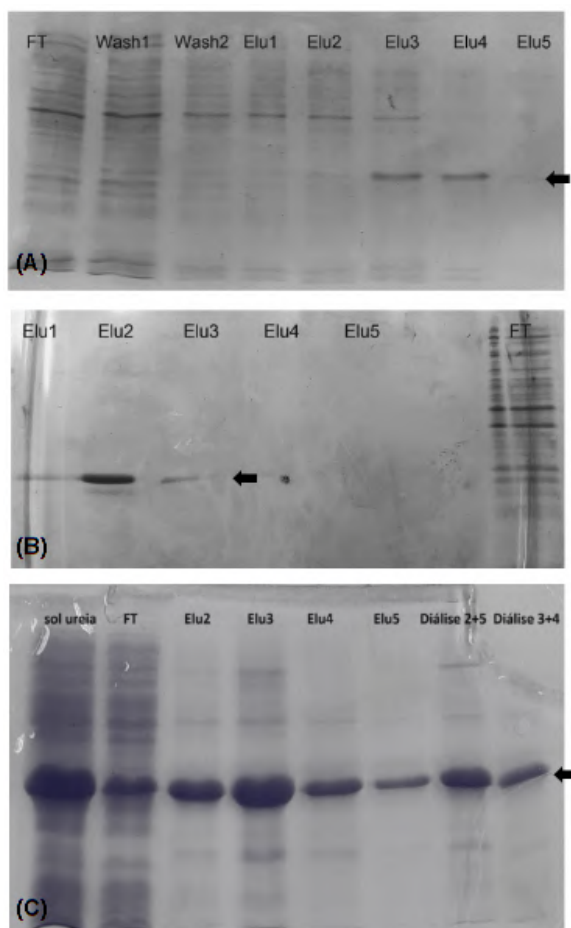 FT Wash1 Wash2 Elu1 Elu2 Elu3 Elu4 Elu5
(A)
Elu1 Elu2 Elu3 Elu4 Elu5 FT
(B)
sol ureia FT Elu2 Elu3 Elu4 Elu5 Diálise 2+5 Diálise 3+4
(C)